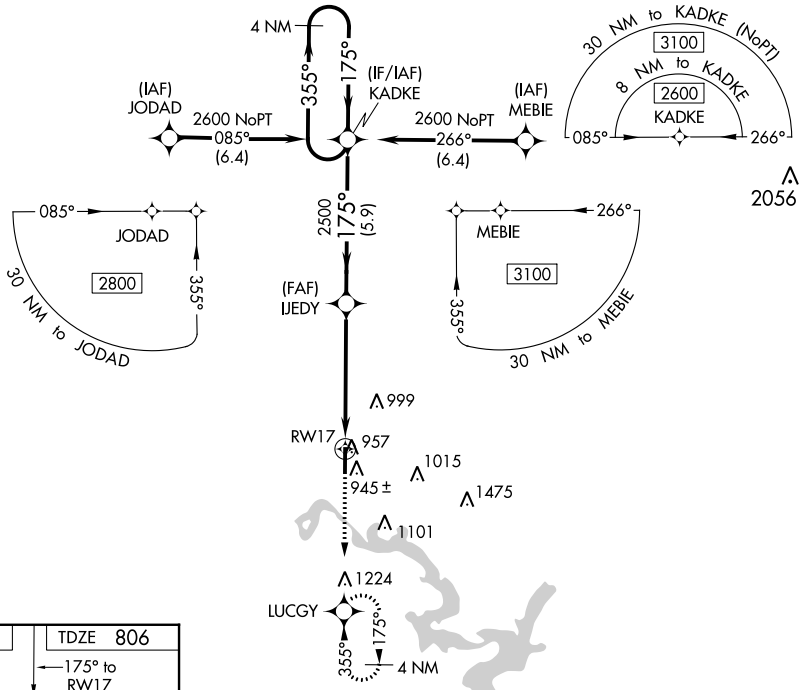 4 NM
355°
175°
(IF/IAF)
KADKE
(IAF)
JODAD
2600 NoPT
085°
(6.4)
(IAF)
MEBIE
2600 NoPT
266°
(6.4)
30 NM to KADKE (NoPT)
3100
8 NM to KADKE
2600
KADKE
085°
266°
2056
085°
JODAD
2800
355°
30 NM to JODAD
2500
175°
(5.9)
266°
MEBIE
3100
355°
30 NM to MEBIE
(FAF)
IJEDY
999
RW17
957
945±
1015
1475
1101
1224
LUCGY
355°
175°
4 NM
TDZE 806
175° to
RW17